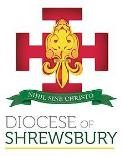 NIHIL SINE CHRISTO
DIOCESE OF
SHREWSBURY